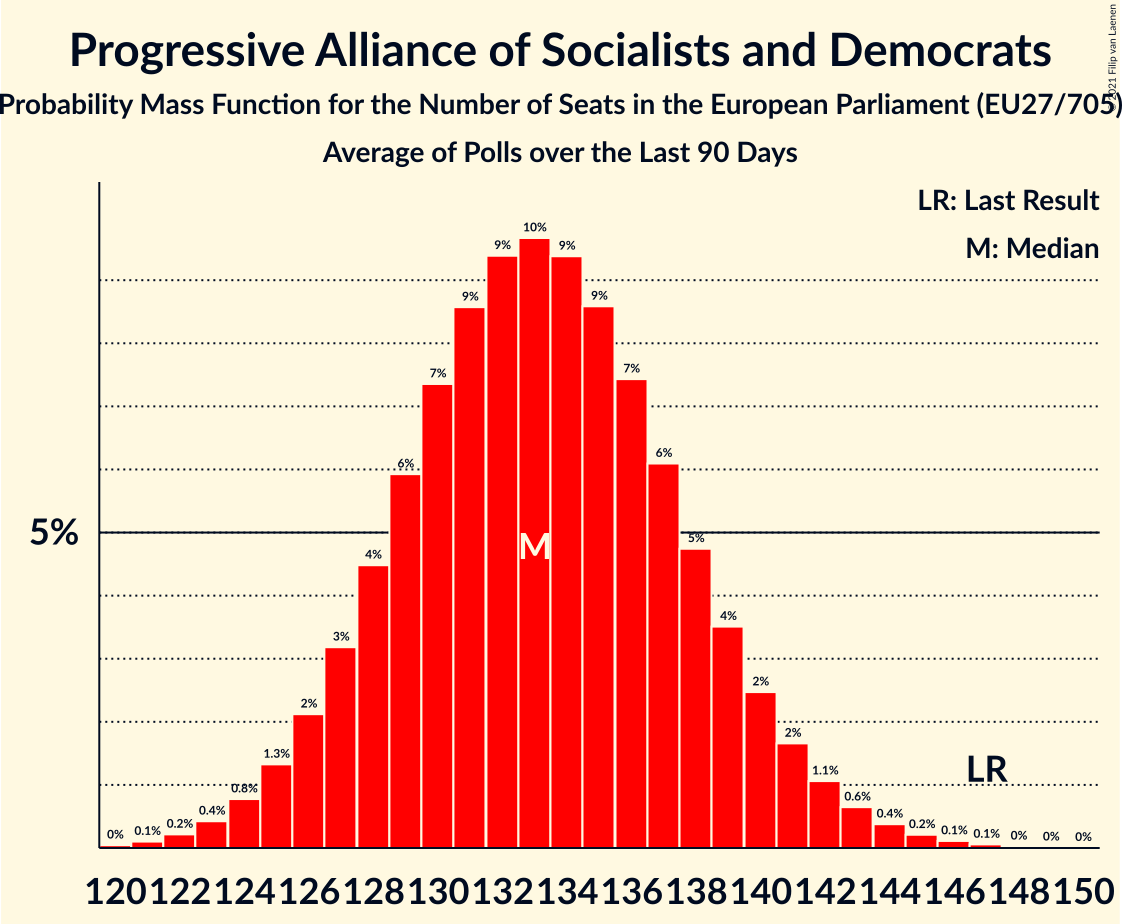 Progressive Alliance of Socialists and Democrats
Probability Mass Function for the Number of Seats in the European Parliament (EU27/705)
Average of Polls over the Last 90 Days
© 2021 Filip van Laenen
LR: Last Result
M: Median
5%
0% 0.1% 0.2% 0.4% 0.8% 1.3% 2% 3% 4% 6% 7% 9% 9% 10% 9% 9% 7% 6% 5% 4% 2% 2% 1.1% 0.6% 0.4% 0.2% 0.1% 0.1% 0% 0% 0%
M
LR
120 122 124 126 128 130 132 134 136 138 140 142 144 146 148 150